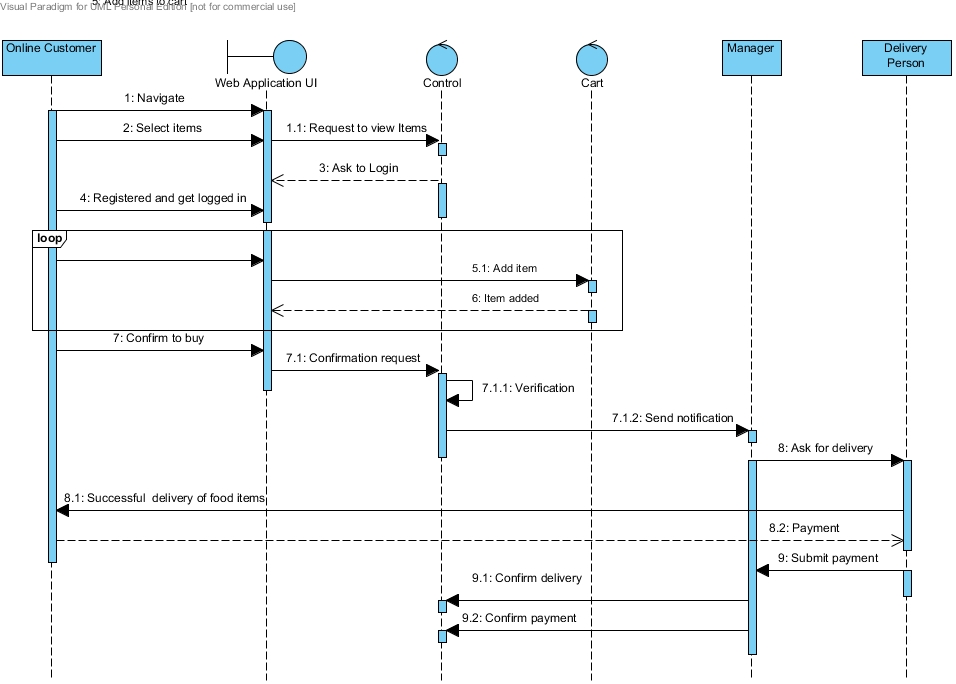 5: Add items to cart
Visual Paradigm for UML Personal Edition [not for commercial use]
Online Customer
Web Application UI
Control
Cart
Manager
Delivery
Person
1: Navigate
2: Select items
1.1: Request to view Items
3: Ask to Login
4: Registered and get logged in
loop
5.1: Add item
6: Item added
7: Confirm to buy
7.1: Confirmation request
7.1.1: Verification
7.1.2: Send notification
8: Ask for delivery
8.1: Successful delivery of food items
8.2: Payment
9: Submit payment
9.1: Confirm delivery
9.2: Confirm payment